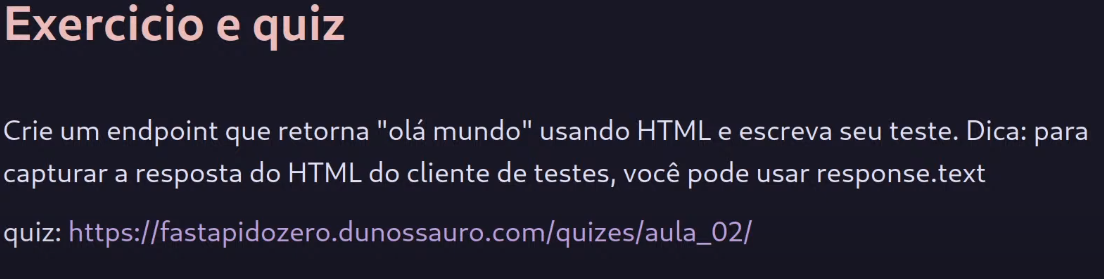 Exercicio e quiz
Crie um endpoint que retorna "olá mundo" usando HTML e escreva seu teste. Dica: para
capturar a resposta do HTML do cliente de testes, você pode usar response.text
quiz: https://fastapidozero.dunossauro.com/quizes/aula_02/